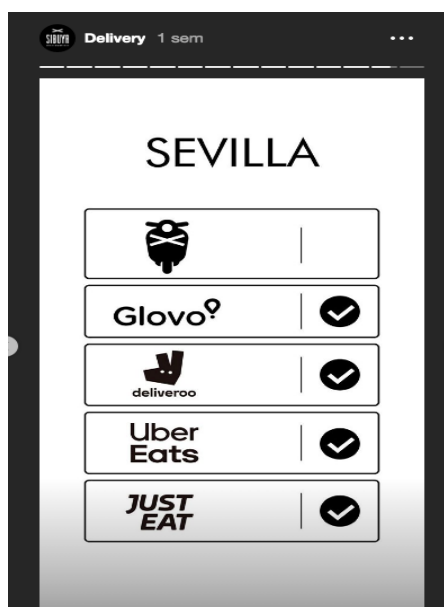 SIBUYA
Delivery 1 sem
SEVILLA
Glovo
deliveroo
Uber
Eats
JUST
EAT